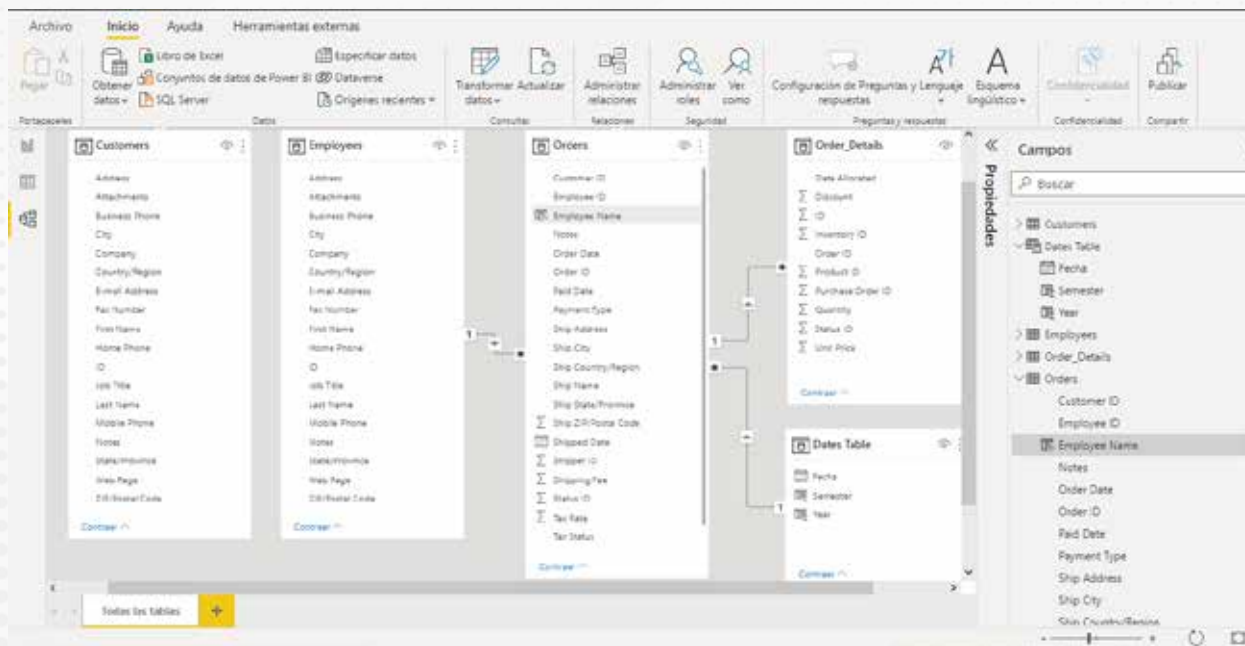 Archivo Inicio Ayuda Herramientas externas
Pegar
Portapapeles
Obtener datos
Libro de Excel
Conjuntos de datos de Power BI
SQL Server
Especificar datos
Dataverse
Orígenes recientes
Datos
Transformar datos
Actualizar
Consultas
Administrar relaciones
Relaciones
Administrar roles
Ver como
Seguridad
Configuración de Preguntas y respuestas
Lenguaje
Esquema lingüístico
Preguntas y respuestas
Confidencialidad
Confidencialidad
Publicar
Compartir
Customers
Address
Attachments
Business Phone
City
Company
Country/Region
E-mail Address
Fax Number
First Name
Home Phone
ID
Job Title
Last Name
Mobile Phone
Notes
State/Province
Web Page
ZIP/Postal Code
Contraer
Employees
Address
Attachments
Business Phone
City
Company
Country/Region
E-mail Address
Fax Number
First Name
Home Phone
ID
Job Title
Last Name
Mobile Phone
Notes
State/Province
Web Page
ZIP/Postal Code
Contraer
1
Orders
Customer ID
Employee ID
Employee Name
Notes
Order Date
Order ID
Paid Date
Payment Type
Ship Address
Ship City
Ship Country/Region
Ship Name
Ship State/Province
Ship ZIP/Postal Code
Shipped Date
Shipper ID
Shipping Fee
Status ID
Tax Rate
Tax Status
Contraer
1
Order_Details
Date Allocated
Discount
ID
Inventory ID
Order ID
Product ID
Purchase Order ID
Quantity
Status ID
Unit Price
Contraer
1
Dates Table
Fecha
Semester
Year
Contraer
Propiedades
Campos
Buscar
Customers
Dates Table
Fecha
Semester
Year
Employees
Order_Details
Orders
Customer ID
Employee ID
Employee Name
Notes
Order Date
Order ID
Paid Date
Payment Type
Ship Address
Ship City
Ship Country/Region
Todas las tablas